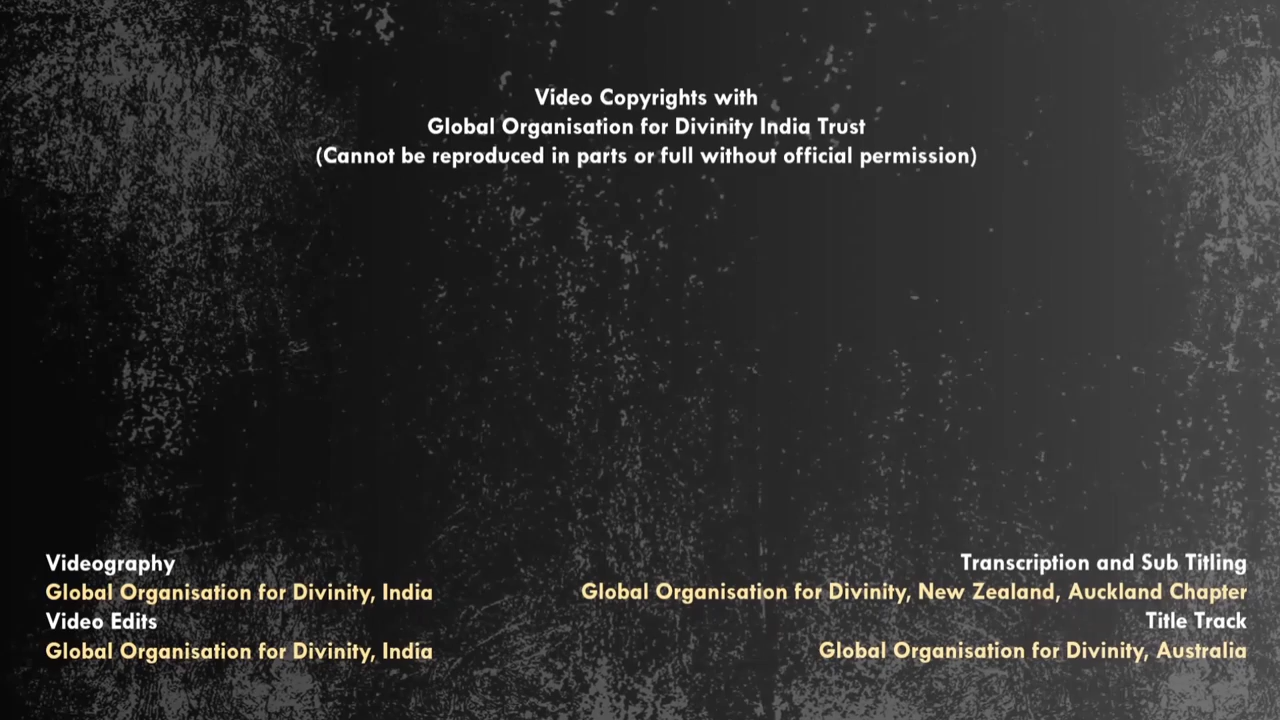 Video Copyrights with
Global Organisation for Divinity India Trust
(Cannot be reproduced in parts or full without official permission)
Videography
Global Organisation for Divinity, India
Video Edits
Global Organisation for Divinity, India
Transcription and Sub Titling
Global Organisation for Divinity, New Zealand, Auckland Chapter
Title Track
Global Organisation for Divinity, Australia